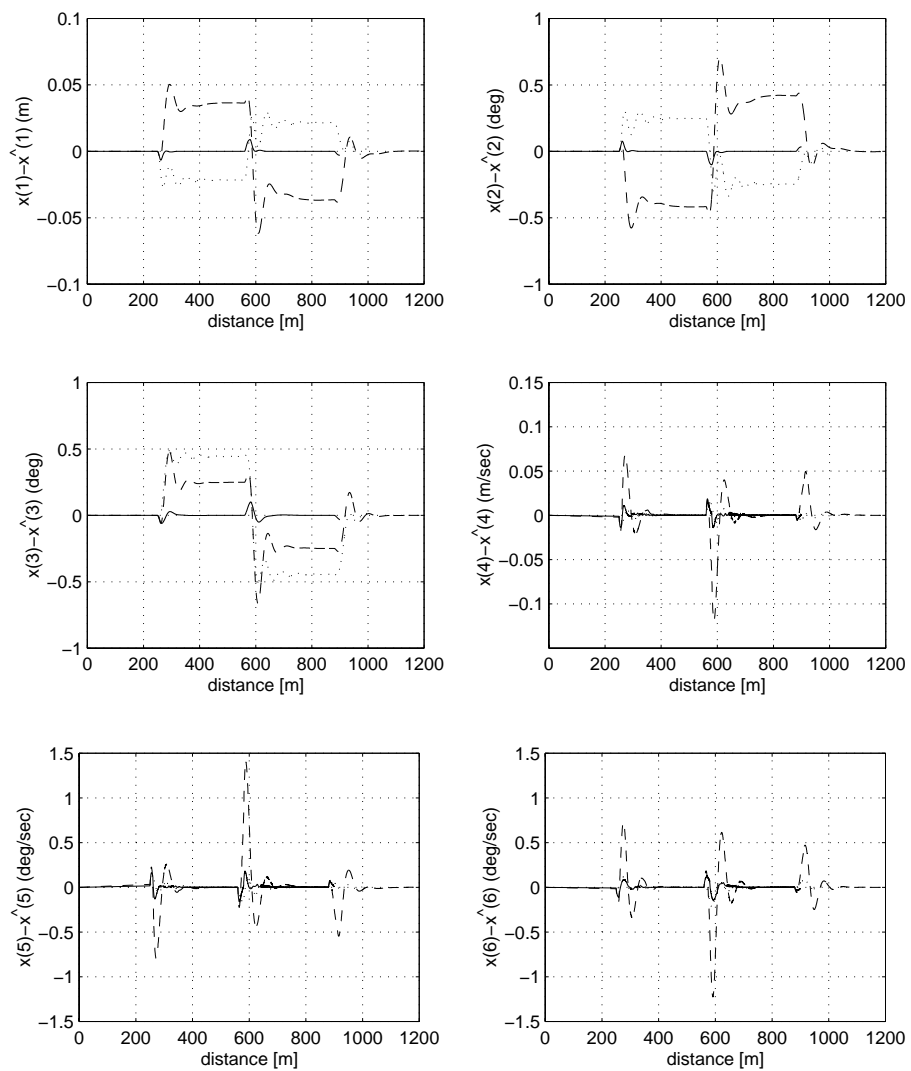 0.1
0.05
0
−0.05
−0.1
x(1)−x^(1) (m)
0 200 400 600 800 1000 1200
distance [m]
1
0.5
0
−0.5
−1
x(2)−x^(2) (deg)
0 200 400 600 800 1000 1200
distance [m]
1
0.5
0
−0.5
−1
x(3)−x^(3) (deg)
0 200 400 600 800 1000 1200
distance [m]
0.15
0.1
0.05
0
−0.05
−0.1
x(4)−x^(4) (m/sec)
0 200 400 600 800 1000 1200
distance [m]
1.5
1
0.5
0
−0.5
−1
−1.5
x(5)−x^(5) (deg/sec)
0 200 400 600 800 1000 1200
distance [m]
1.5
1
0.5
0
−0.5
−1
−1.5
x(6)−x^(6) (deg/sec)
0 200 400 600 800 1000 1200
distance [m]